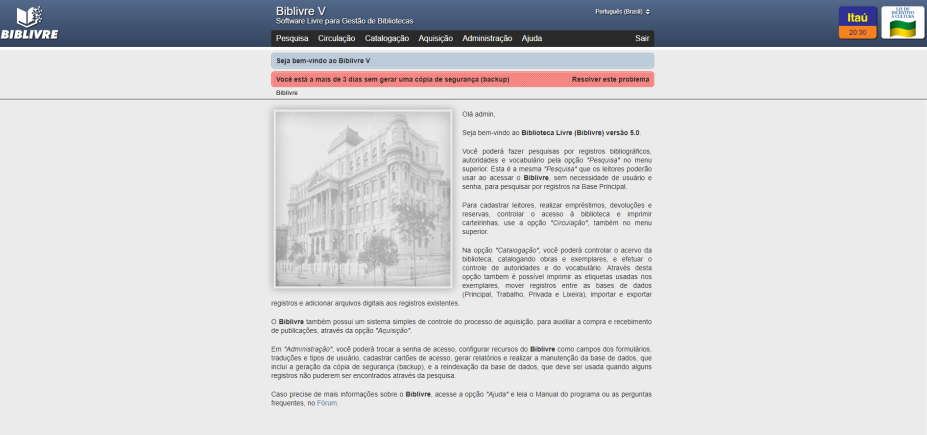 BIBLIVRE
Biblivre V
Software Livre para Gestão de Bibliotecas
Português (Brasil)
Itaú
20:30
LEI DE
INCENTIVO
À CULTURA
Pesquisa Circulação Catalogação Aquisição Administração Ajuda Sair
Seja bem-vindo ao Biblivre V
Você está a mais de 3 dias sem gerar uma cópia de segurança (backup) Resolver este problema
Biblivre
Olá admin,
Seja bem-vindo ao Biblioteca Livre (Biblivre) versão 5.0.
Você poderá fazer pesquisas por registros bibliográficos,
autoridades e vocabulário pela opção "Pesquisa" no menu
superior. Esta é a mesma "Pesquisa" que os leitores poderão
usar ao acessar o Biblivre, sem necessidade de usuário e
senha, para pesquisar por registros na Base Principal.
Para cadastrar leitores, realizar empréstimos, devoluções e
reservas, controlar o acesso à biblioteca e imprimir
carteirinhas, use a opção "Circulação", também no menu
superior.
Na opção "Catalogação", você poderá controlar o acervo da
biblioteca, catalogando obras e exemplares, e efetuar o
controle de autoridades e do vocabulário. Através desta
opção tambem é possível imprimir as etiquetas usadas nos
exemplares, mover registros entre as bases de dados
(Principal, Trabalho, Privada e Lixeira), importar e exportar
registros e adicionar arquivos digitais aos registros existentes.
O Biblivre também possui um sistema simples de controle do processo de aquisição, para auxiliar a compra e recebimento
de publicações, através da opção "Aquisição".
Em "Administração", você poderá trocar a senha de acesso, configurar recursos do Biblivre como campos dos formulários,
traduções e tipos de usuário, cadastrar cartões de acesso, gerar relatórios e realizar a manutenção da base de dados, que
inclui a geração da cópia de segurança (backup), e a reindexação da base de dados, que deve ser usada quando alguns
registros não puderem ser encontrados através da pesquisa.
Caso precise de mais informações sobre o Biblivre, acesse a opção "Ajuda" e leia o Manual do programa ou as perguntas
frequentes, no Fórum.